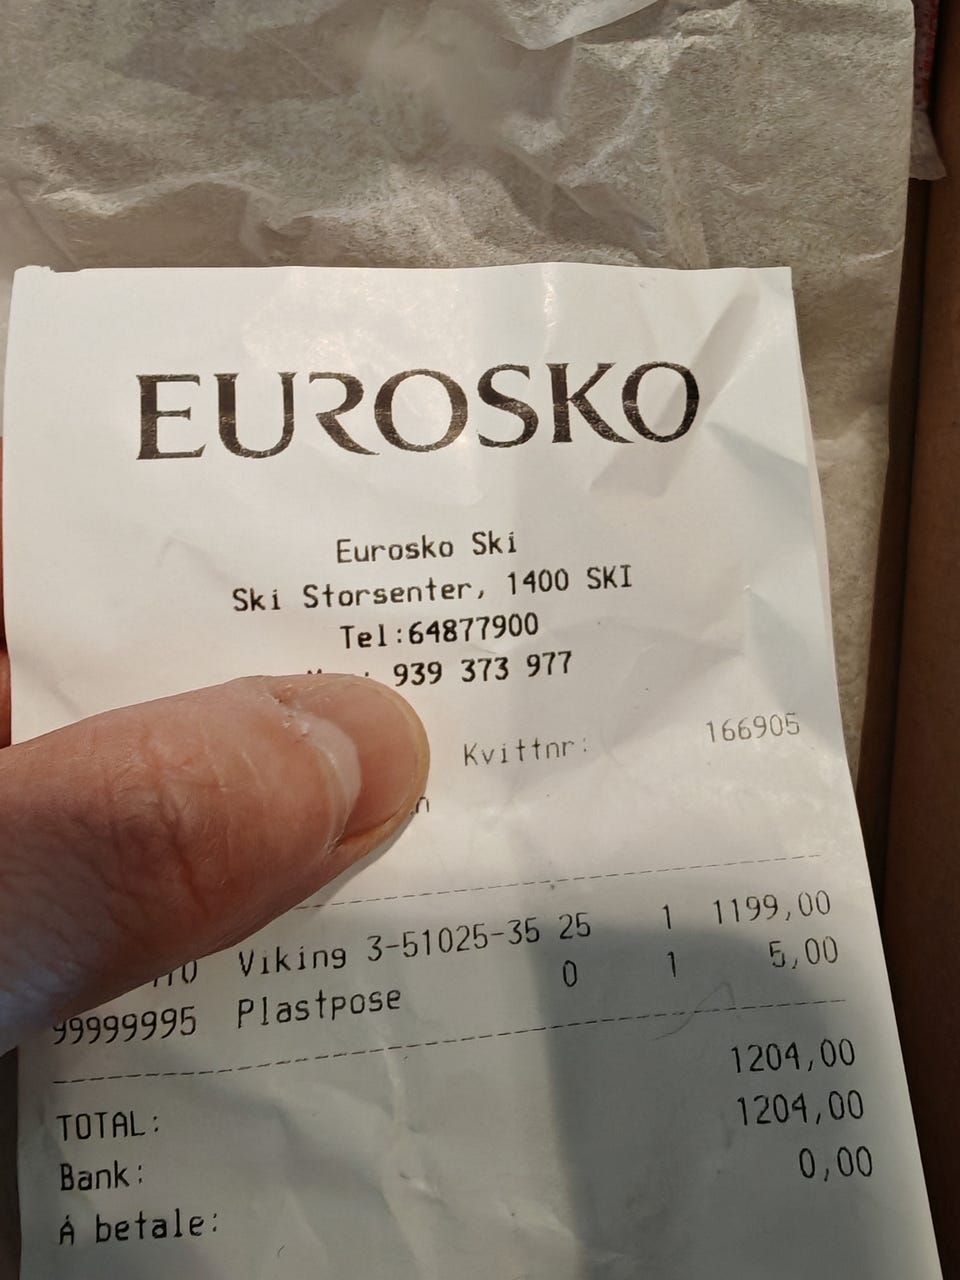 EUROSKO
Eurosko Ski
Ski Storsenter, 1400 SKI
Tel:64877900
939 373 977
Kvittnr: 166905
Viking 3-51025-35 25 1 1199,00
99999995 Plastpose 0 1 5,00
TOTAL: 1204,00
Bank: 1204,00
Å betale: 0,00